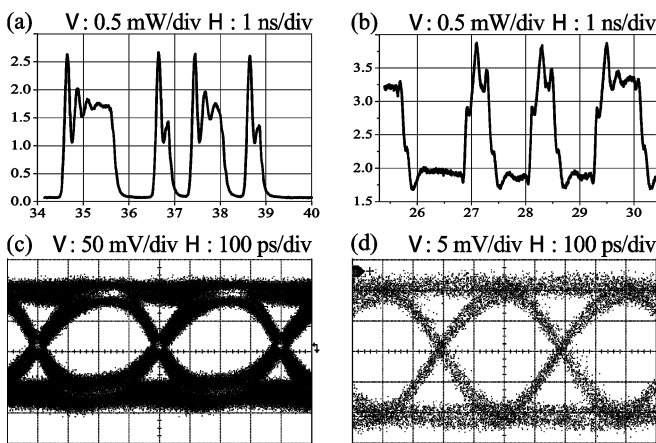 (a) V : 0.5 mW/div H : 1 ns/div
2.5
2.0
1.5
1.0
0.5
0.0
34 35 36 37 38 39 40
(b) V : 0.5 mW/div H : 1 ns/div
3.5
3.0
2.5
2.0
1.5
26 27 28 29 30
(c) V : 50 mV/div H : 100 ps/div
(d) V : 5 mV/div H : 100 ps/div